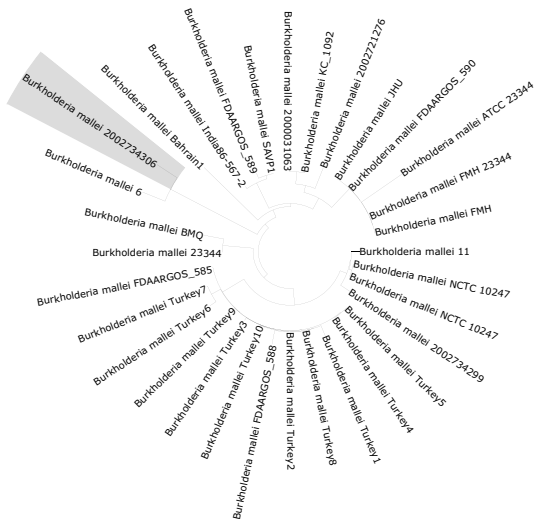 Burkholderia mallei 2000031063
Burkholderia mallei KC_1092
Burkholderia mallei 2002721276
Burkholderia mallei JHU
Burkholderia mallei FDAARGOS_590
Burkholderia mallei ATCC 23344
Burkholderia mallei FMH 23344
Burkholderia mallei FMH
Burkholderia mallei 11
Burkholderia mallei NCTC 10247
Burkholderia mallei NCTC 10247
Burkholderia mallei 2002734299
Burkholderia mallei Turkey5
Burkholderia mallei Turkey4
Burkholderia mallei Turkey1
Burkholderia mallei Turkey8
Burkholderia mallei Turkey2
Burkholderia mallei FDAARGOS_588
Burkholderia mallei Turkey10
Burkholderia mallei Turkey3
Burkholderia mallei Turkey9
Burkholderia mallei Turkey6
Burkholderia mallei Turkey7
Burkholderia mallei FDAARGOS_585
Burkholderia mallei 23344
Burkholderia mallei BMQ
Burkholderia mallei 6
Burkholderia mallei 2002734306
Burkholderia mallei Bahrain1
Burkholderia mallei India86-567-2
Burkholderia mallei FDAARGOS_589
Burkholderia mallei SAVP1